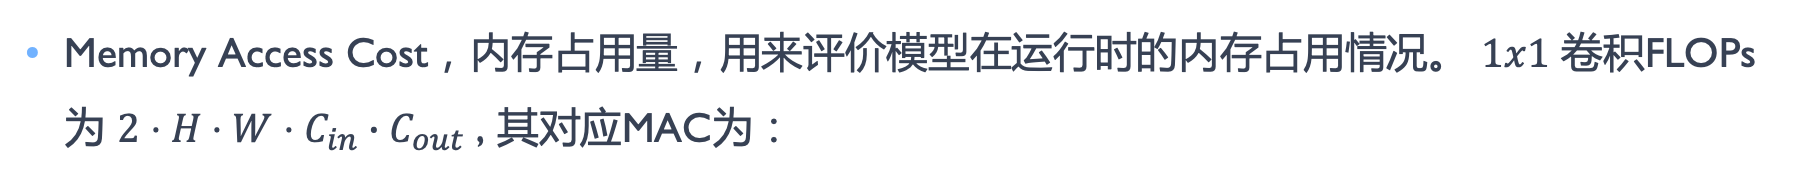 • Memory Access Cost，内存占用量，用来评价模型在运行时的内存占用情况。 1x1 卷积FLOPs
为 2 · H · W · C_in · C_out , 其对应MAC为：